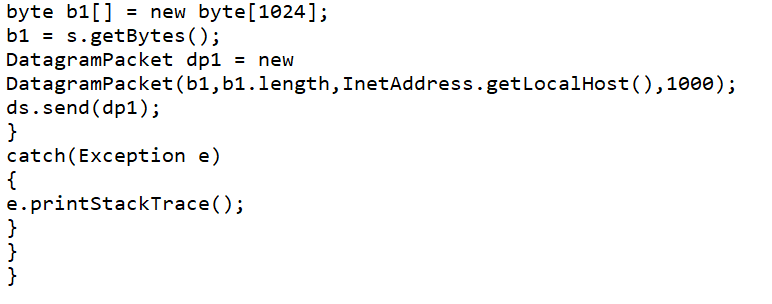 byte b1[] = new byte[1024];
b1 = s.getBytes();
DatagramPacket dp1 = new
DatagramPacket(b1,b1.length,InetAddress.getLocalHost(),1000);
ds.send(dp1);
}
catch(Exception e)
{
e.printStackTrace();
}
}
}